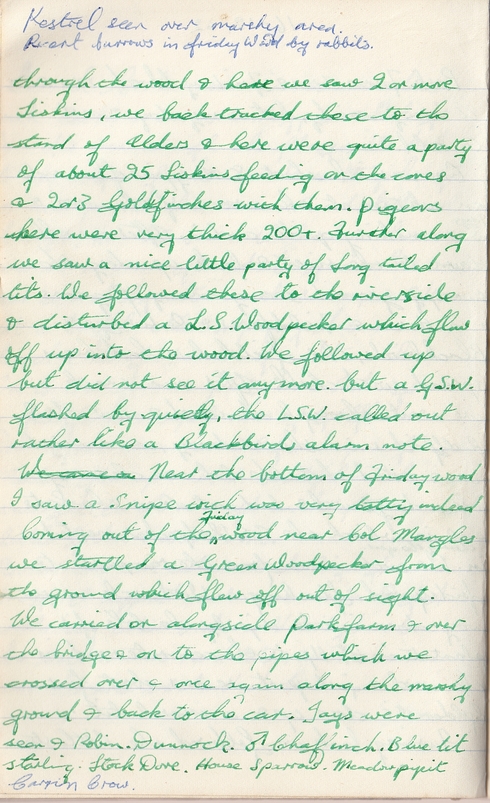 Kestrel seen over marshy area.
Recent burrows in friday Wood by rabbits.
through the wood & here we saw 2 or more
Siskins, we back tracked these to the
stand of Elders & here were quite a party
of about 25 Siskins feeding on the cones
& 2 or 3 Goldfinches with them. Pigeons
where were very thick 200+. Further along
we saw a nice little party of Long tailed
tits. We followed these to the riverside
& disturbed a L.S. Woodpecker which flew
off up into the wood. We followed up
but did not see it anymore. but a G.S.W.
flashed by quietly, the L.S.W. called out
rather like a Blackbirds alarm note.
We came a Near the bottom of Friday wood
I saw a Snipe wich was very indeed
Coming out of the friday wood near Col Mangles
we startled a Green Woodpecker from
the ground which flew off out of sight.
We carried on alongside Parkfarm & over
the bridge & on to the pipes which we
crossed over & once again along the marshy
ground & back to the car. Jays were
seen & Robin. Dunnock. ♂ Chaffinch. Blue tit
starling. Stock Dove. House Sparrow. Meadow pipit
Carrion Crow.